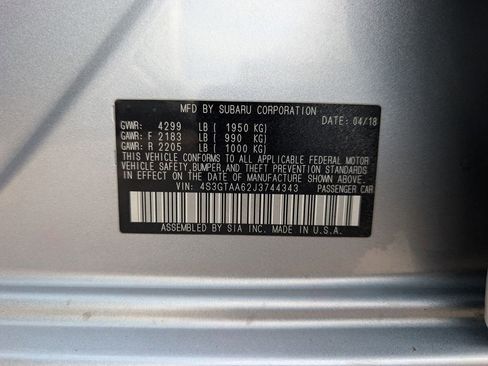 MFD BY SUBARU CORPORATION
DATE: 04/18
GVWR: 4299 LB ( 1950 KG)
GAWR: F 2183 LB ( 990 KG)
GAWR: R 2205 LB ( 1000 KG)
THIS VEHICLE CONFORMS TO ALL APPLICABLE FEDERAL MOTOR
VEHICLE SAFETY,BUMPER,AND THEFT PREVENTION STANDARDS
IN EFFECT ON THE DATE OF MANUFACTURE SHOWN ABOVE.
VIN: 4S3GTAA62J3744343 PASSENGER CAR
ASSEMBLED BY SIA INC. MADE IN U.S.A.